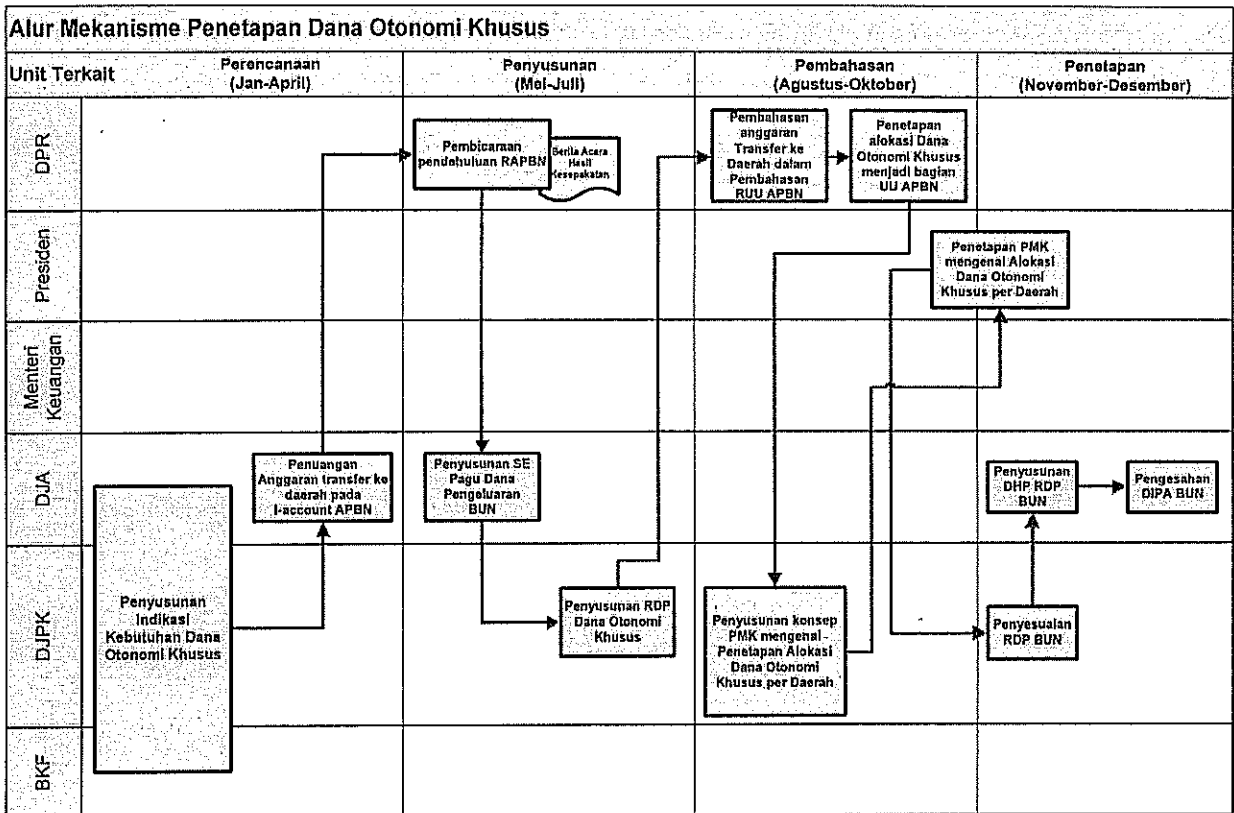 Alur Mekanisme Penetapan Dana Otonomi Khusus
Unit Terkait
Perencanaan
(Jan-April)
Penyusunan
(Mei-Juli)
Pembahasan
(Agustus-Oktober)
Penetapan
(November-Desember)
DPR
Pembicaraan
pendahuluan RAPBN
Berita Acara
Hasil
Kesepakatan
Pembahasan
anggaran
Transfer ke
Daerah dalam
Pembahasan
RUU APBN
Penetapan
alokasi Dana
Otonomi Khusus
menjadi bagian
UU APBN
Presiden
Penetapan PMK
mengenai Alokasi
Dana Otonomi
Khusus per Daerah
Menteri
Keuangan
DJA
Penuangan
Anggaran transfer ke
daerah pada
I-account APBN
Penyusunan SE
Pagu Dana
Pengeluaran
BUN
Penyusunan
DHP RDP
BUN
Pengesahan
DIPA BUN
DJPK
Penyusunan
Indikasi
Kebutuhan Dana
Otonomi Khusus
Penyusunan RDP
Dana Otonomi
Khusus
Penyusunan konsep
PMK mengenai
Penetapan Alokasi
Dana Otonomi
Khusus per Daerah
Penyesuaian
RDP BUN
BKF